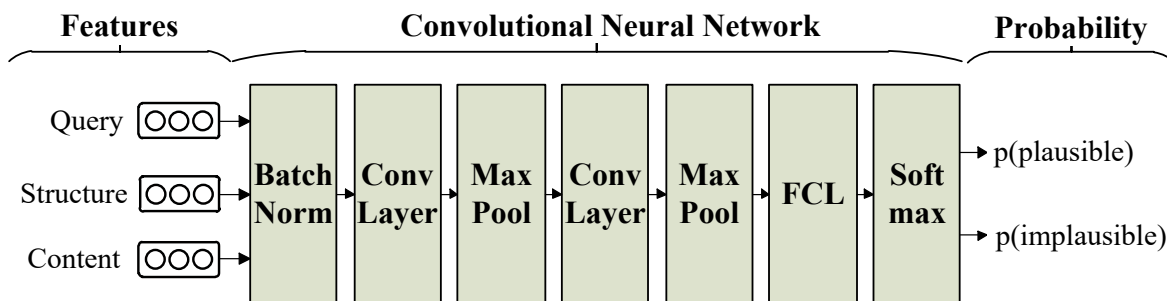 Features
Convolutional Neural Network
Probability
Query
Structure
Content
Batch
Norm
Conv
Layer
Max
Pool
Conv
Layer
Max
Pool
FCL
Soft
max
p(plausible)
p(implausible)